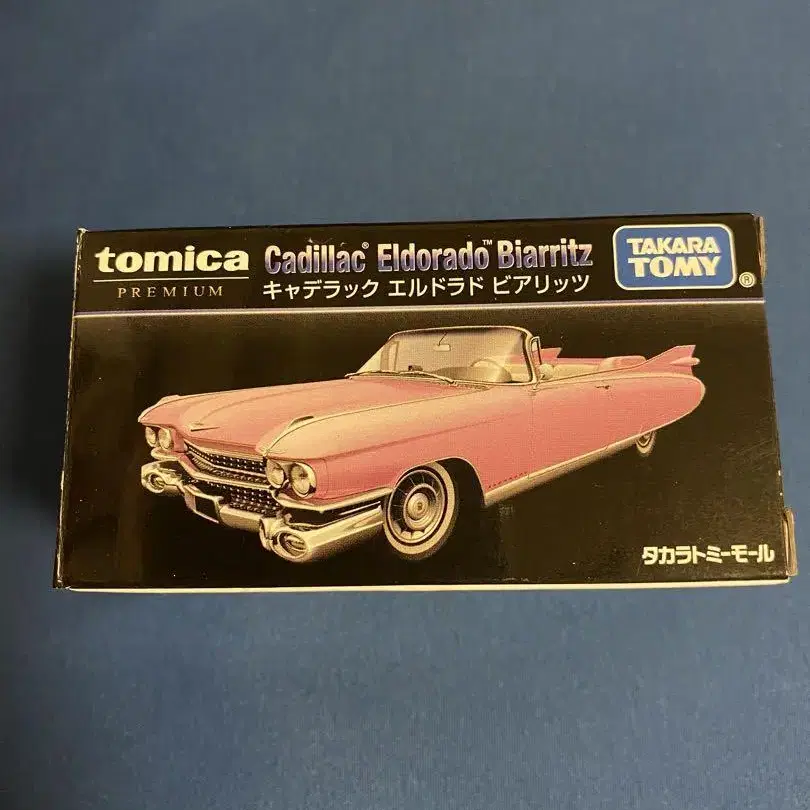 tomica
PREMIUM
Cadillac® Eldorado™ Biarritz
キャデラック エルドラド ビアリッツ
TAKARA
TOMY
®
タカラトミーモール